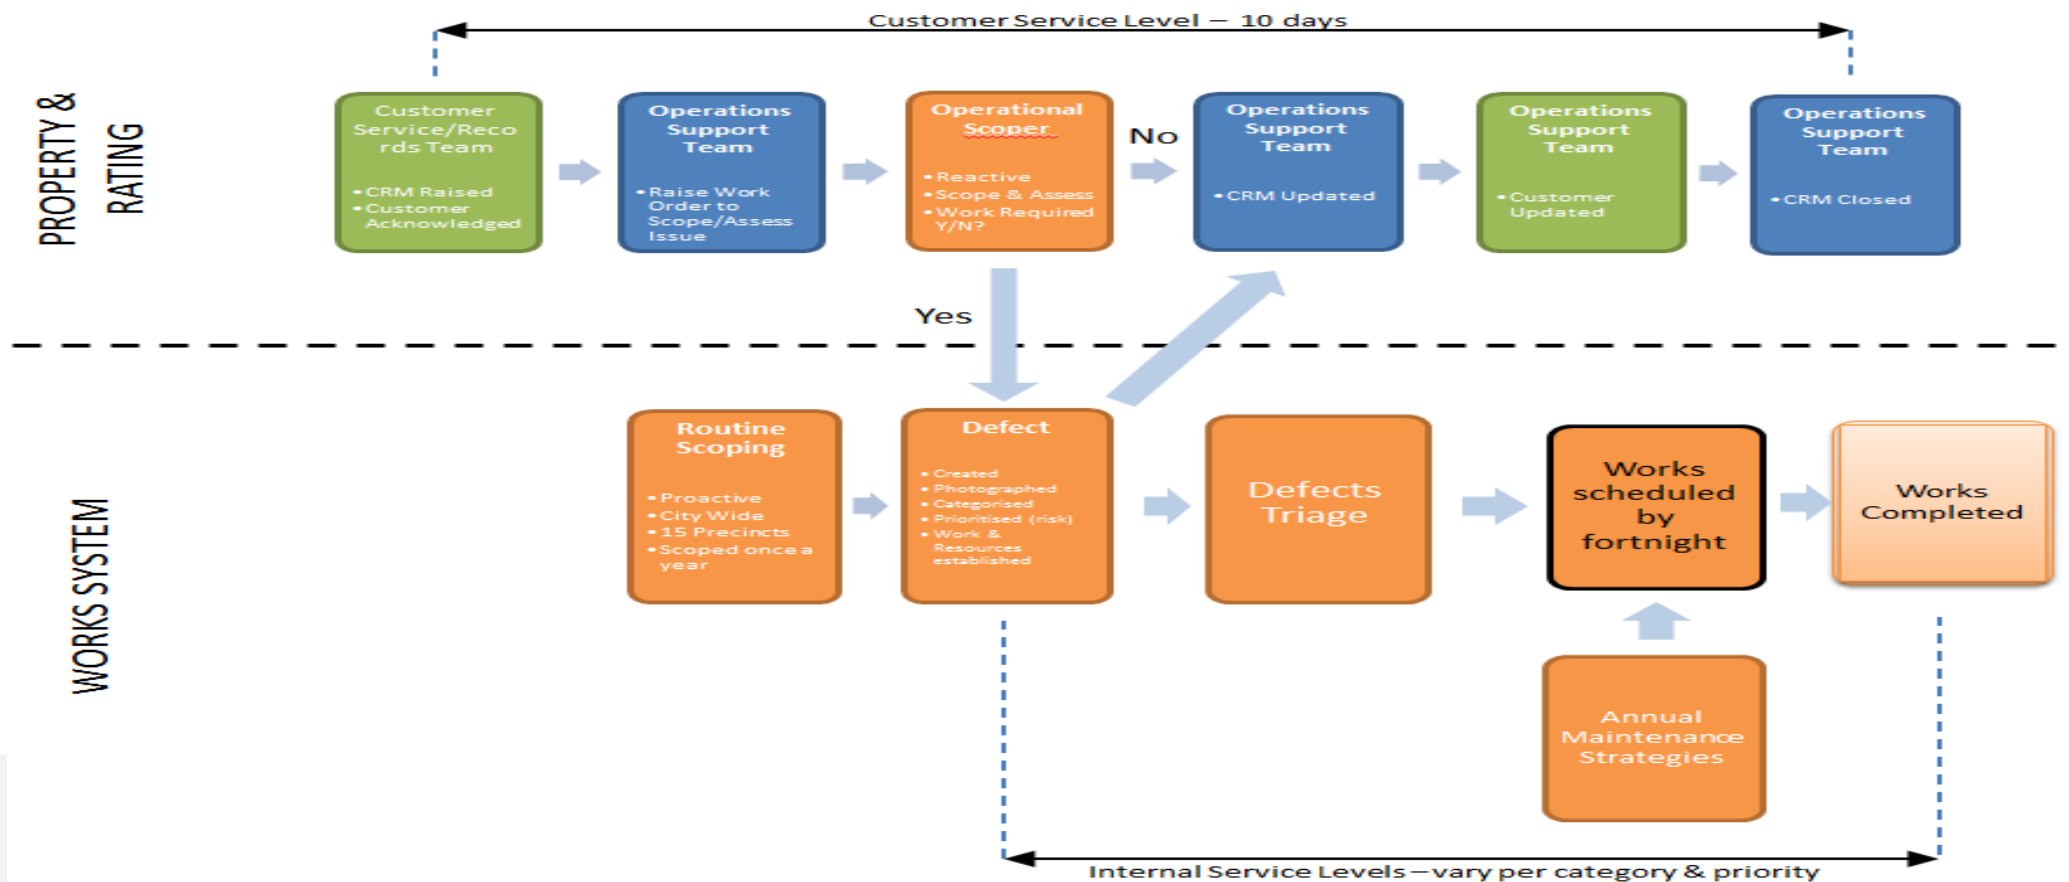 Customer Service Level – 10 days
PROPERTY &
RATING
Customer
Service/Reco
rds Team
• CRM Raised
• Customer
Acknowledged
Operations
Support
Team
• Raise Work
Order to
Scope/Assess
Issue
Operational
Scoper
• Reactive
• Scope & Assess
• Work Required
Y/N?
No
Operations
Support
Team
• CRM Updated
Operations
Support
Team
• Customer
Updated
Operations
Support
Team
• CRM Closed
Yes
WORKS SYSTEM
Routine
Scoping
• Proactive
• City Wide
• 15 Precincts
• Scoped once a
year
Defect
• Created
• Photographed
• Categorised
• Prioritised (risk)
• Work &
Resources
established
Defects
Triage
Works
scheduled
by
fortnight
Works
Completed
Annual
Maintenance
Strategies
Internal Service Levels – vary per category & priority